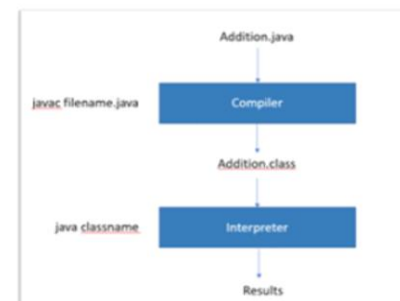 Addition.java
javac filename.java
Compiler
Addition.class
java classname
Interpreter
Results